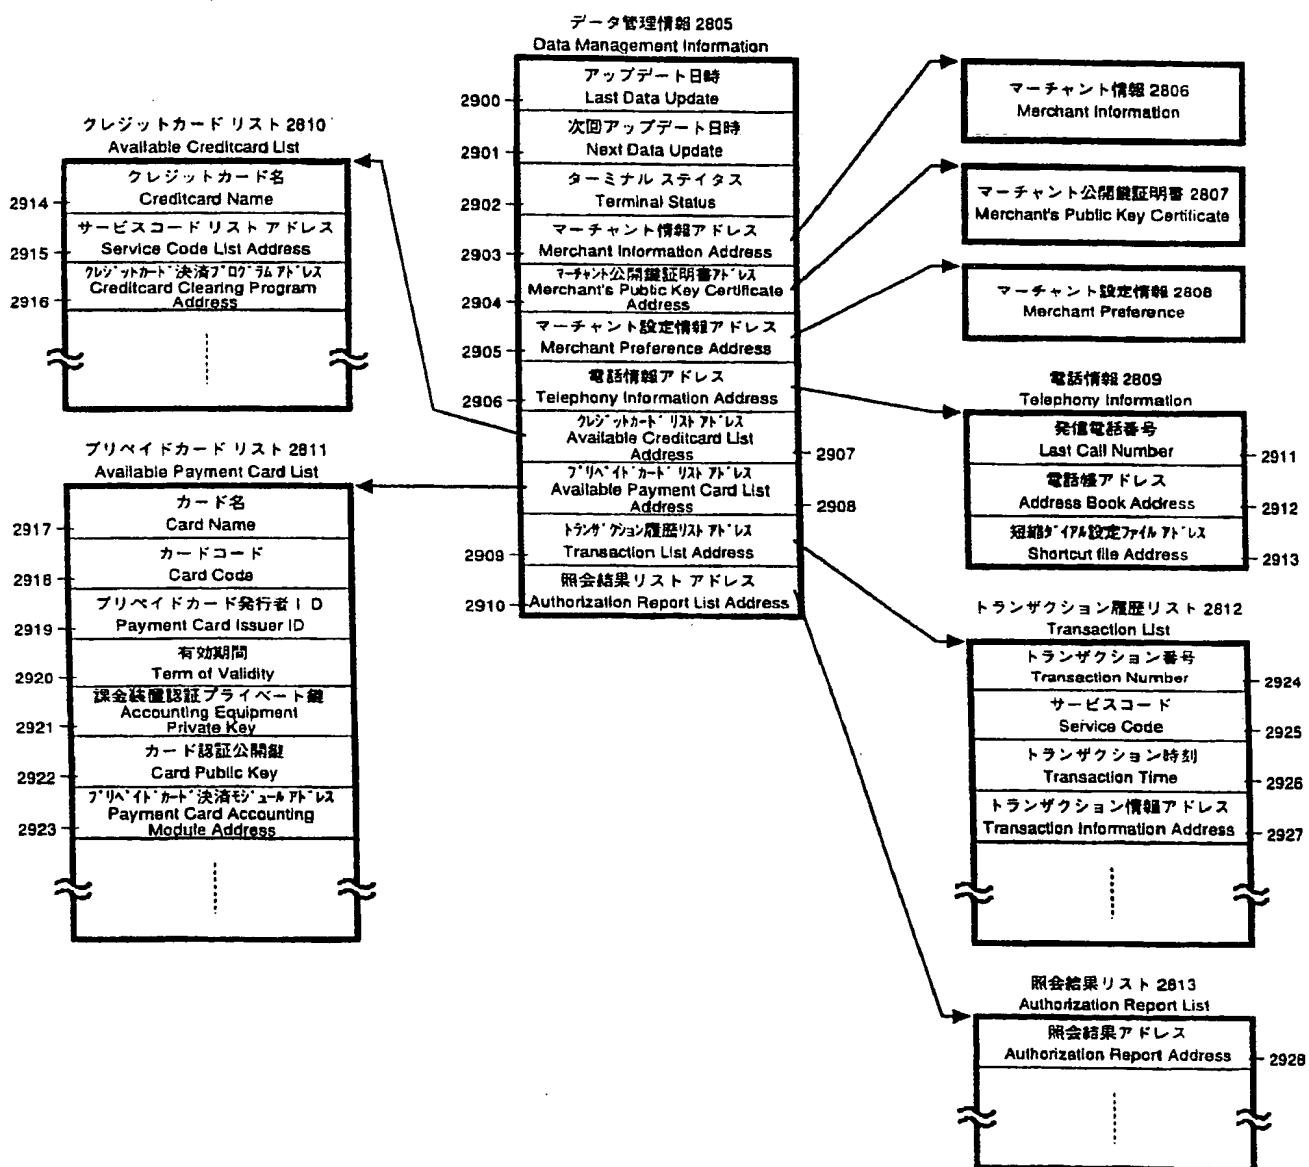 データ管理情報 2805
Data Management Information
アップデート日時
Last Data Update
2900
次回アップデート日時
Next Data Update
2901
ターミナル ステイタス
Terminal Status
2902
マーチャント情報アドレス
Merchant Information Address
2903
マーチャント公開鍵証明書アドレス
Merchant's Public Key Certificate
Address
2904
マーチャント設定情報アドレス
Merchant Preference Address
2905
電話情報アドレス
Telephony Information Address
2906
クレジットカード リスト アドレス
Available Creditcard List
Address
2907
プリペイドカード リスト アドレス
Available Payment Card List
Address
2908
トランザクション履歴リスト アドレス
Transaction List Address
2909
照会結果リスト アドレス
Authorization Report List Address
2910
クレジットカード リスト 2810
Available Creditcard List
クレジットカード名
Creditcard Name
2914
サービスコード リスト アドレス
Service Code List Address
2915
クレジットカード決済プログラム アドレス
Creditcard Clearing Program
Address
2916
プリペイドカード リスト 2811
Available Payment Card List
カード名
Card Name
2917
カードコード
Card Code
2918
プリペイドカード発行者ID
Payment Card Issuer ID
2919
有効期間
Term of Validity
2920
課金装置認証プライベート鍵
Accounting Equipment
Private Key
2921
カード認証公開鍵
Card Public Key
2922
プリペイドカード決済モジュール アドレス
Payment Card Accounting
Module Address
2923
マーチャント情報 2806
Merchant Information
マーチャント公開鍵証明書 2807
Merchant's Public Key Certificate
マーチャント設定情報 2808
Merchant Preference
電話情報 2809
Telephony Information
発信電話番号
Last Call Number
2911
電話帳アドレス
Address Book Address
2912
短縮ダイアル設定ファイル アドレス
Shortcut file Address
2913
トランザクション履歴リスト 2812
Transaction List
トランザクション番号
Transaction Number
2924
サービスコード
Service Code
2925
トランザクション時刻
Transaction Time
2926
トランザクション情報アドレス
Transaction Information Address
2927
照会結果リスト 2813
Authorization Report List
照会結果アドレス
Authorization Report Address
2928